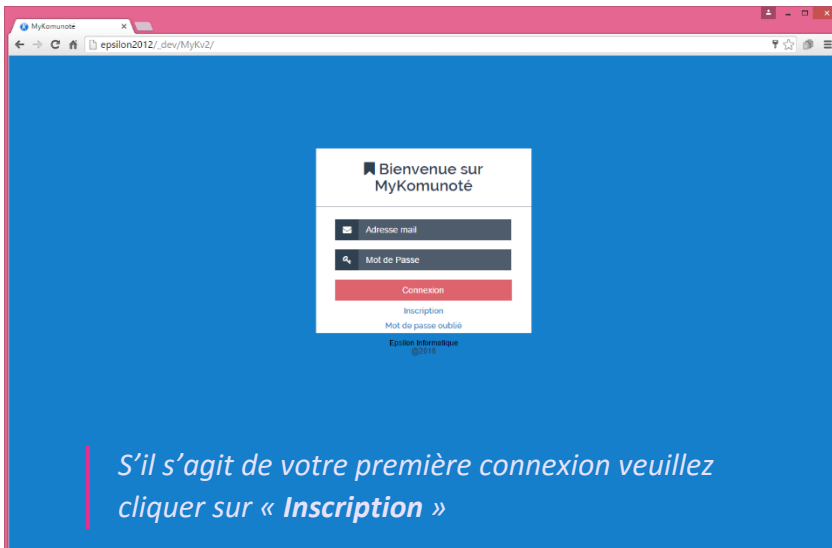 MyKomunote
epsilon2012/_dev/MyKv2/
Bienvenue sur
MyKomunoté
Adresse mail
Mot de Passe
Connexion
Inscription
Mot de passe oublié
Epsilon Informatique
@2016
S’il s’agit de votre première connexion veuillez
cliquer sur « Inscription »